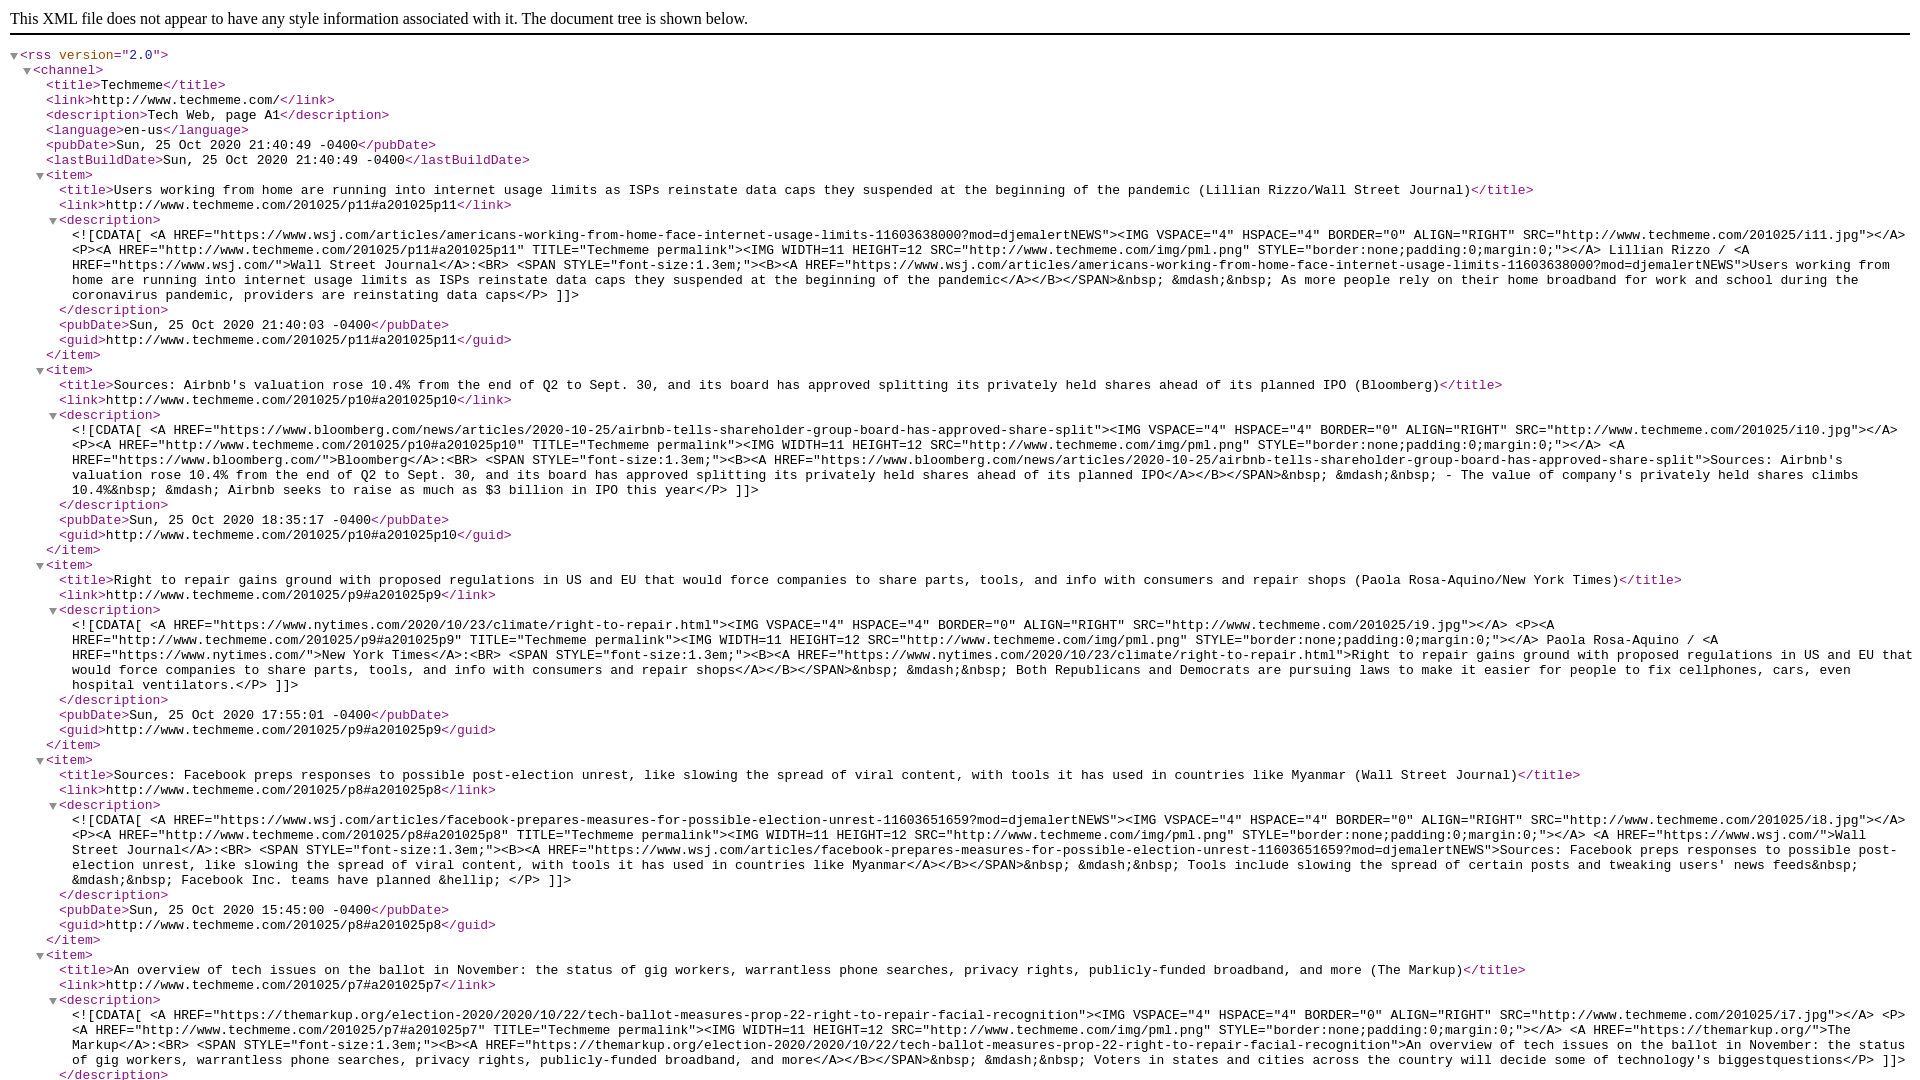 This XML file does not appear to have any style information associated with it. The document tree is shown below.
<rss version="2.0">
<channel>
<title>Techmeme</title>
<link>http://www.techmeme.com/</link>
<description>Tech Web, page A1</description>
<language>en-us</language>
<pubDate>Sun, 25 Oct 2020 21:40:49 -0400</pubDate>
<lastBuildDate>Sun, 25 Oct 2020 21:40:49 -0400</lastBuildDate>
<item>
<title>Users working from home are running into internet usage limits as ISPs reinstate data caps they suspended at the beginning of the pandemic (Lillian Rizzo/Wall Street Journal)</title>
<link>http://www.techmeme.com/201025/p11#a201025p11</link>
<description>
<![CDATA[ <A HREF="https://www.wsj.com/articles/americans-working-from-home-face-internet-usage-limits-11603638000?mod=djemalertNEWS"><IMG VSPACE="4" HSPACE="4" BORDER="0" ALIGN="RIGHT" SRC="http://www.techmeme.com/201025/i11.jpg"></A>
<P><A HREF="http://www.techmeme.com/201025/p11#a201025p11" TITLE="Techmeme permalink"><IMG WIDTH=11 HEIGHT=12 SRC="http://www.techmeme.com/img/pml.png" STYLE="border:none;padding:0;margin:0;"></A> Lillian Rizzo / <A
HREF="https://www.wsj.com/">Wall Street Journal</A>:<BR> <SPAN STYLE="font-size:1.3em;"><B><A HREF="https://www.wsj.com/articles/americans-working-from-home-face-internet-usage-limits-11603638000?mod=djemalertNEWS">Users working from
home are running into internet usage limits as ISPs reinstate data caps they suspended at the beginning of the pandemic</A></B></SPAN>&nbsp; &mdash;&nbsp; As more people rely on their home broadband for work and school during the
coronavirus pandemic, providers are reinstating data caps</P> ]]>
</description>
<pubDate>Sun, 25 Oct 2020 21:40:03 -0400</pubDate>
<guid>http://www.techmeme.com/201025/p11#a201025p11</guid>
</item>
<item>
<title>Sources: Airbnb's valuation rose 10.4% from the end of Q2 to Sept. 30, and its board has approved splitting its privately held shares ahead of its planned IPO (Bloomberg)</title>
<link>http://www.techmeme.com/201025/p10#a201025p10</link>
<description>
<![CDATA[ <A HREF="https://www.bloomberg.com/news/articles/2020-10-25/airbnb-tells-shareholder-group-board-has-approved-share-split"><IMG VSPACE="4" HSPACE="4" BORDER="0" ALIGN="RIGHT" SRC="http://www.techmeme.com/201025/i10.jpg"></A>
<P><A HREF="http://www.techmeme.com/201025/p10#a201025p10" TITLE="Techmeme permalink"><IMG WIDTH=11 HEIGHT=12 SRC="http://www.techmeme.com/img/pml.png" STYLE="border:none;padding:0;margin:0;"></A> <A
HREF="https://www.bloomberg.com/">Bloomberg</A>:<BR> <SPAN STYLE="font-size:1.3em;"><B><A HREF="https://www.bloomberg.com/news/articles/2020-10-25/airbnb-tells-shareholder-group-board-has-approved-share-split">Sources: Airbnb's
valuation rose 10.4% from the end of Q2 to Sept. 30, and its board has approved splitting its privately held shares ahead of its planned IPO</A></B></SPAN>&nbsp; &mdash;&nbsp; - The value of company's privately held shares climbs
10.4%&nbsp; &mdash; Airbnb seeks to raise as much as $3 billion in IPO this year</P> ]]>
</description>
<pubDate>Sun, 25 Oct 2020 18:35:17 -0400</pubDate>
<guid>http://www.techmeme.com/201025/p10#a201025p10</guid>
</item>
<item>
<title>Right to repair gains ground with proposed regulations in US and EU that would force companies to share parts, tools, and info with consumers and repair shops (Paola Rosa-Aquino/New York Times)</title>
<link>http://www.techmeme.com/201025/p9#a201025p9</link>
<description>
<![CDATA[ <A HREF="https://www.nytimes.com/2020/10/23/climate/right-to-repair.html"><IMG VSPACE="4" HSPACE="4" BORDER="0" ALIGN="RIGHT" SRC="http://www.techmeme.com/201025/i9.jpg"></A> <P><A
HREF="http://www.techmeme.com/201025/p9#a201025p9" TITLE="Techmeme permalink"><IMG WIDTH=11 HEIGHT=12 SRC="http://www.techmeme.com/img/pml.png" STYLE="border:none;padding:0;margin:0;"></A> Paola Rosa-Aquino / <A
HREF="https://www.nytimes.com/">New York Times</A>:<BR> <SPAN STYLE="font-size:1.3em;"><B><A HREF="https://www.nytimes.com/2020/10/23/climate/right-to-repair.html">Right to repair gains ground with proposed regulations in US and EU that
would force companies to share parts, tools, and info with consumers and repair shops</A></B></SPAN>&nbsp; &mdash;&nbsp; Both Republicans and Democrats are pursuing laws to make it easier for people to fix cellphones, cars, even
hospital ventilators.</P> ]]>
</description>
<pubDate>Sun, 25 Oct 2020 17:55:01 -0400</pubDate>
<guid>http://www.techmeme.com/201025/p9#a201025p9</guid>
</item>
<item>
<title>Sources: Facebook preps responses to possible post-election unrest, like slowing the spread of viral content, with tools it has used in countries like Myanmar (Wall Street Journal)</title>
<link>http://www.techmeme.com/201025/p8#a201025p8</link>
<description>
<![CDATA[ <A HREF="https://www.wsj.com/articles/facebook-prepares-measures-for-possible-election-unrest-11603651659?mod=djemalertNEWS"><IMG VSPACE="4" HSPACE="4" BORDER="0" ALIGN="RIGHT" SRC="http://www.techmeme.com/201025/i8.jpg"></A>
<P><A HREF="http://www.techmeme.com/201025/p8#a201025p8" TITLE="Techmeme permalink"><IMG WIDTH=11 HEIGHT=12 SRC="http://www.techmeme.com/img/pml.png" STYLE="border:none;padding:0;margin:0;"></A> <A HREF="https://www.wsj.com/">Wall
Street Journal</A>:<BR> <SPAN STYLE="font-size:1.3em;"><B><A HREF="https://www.wsj.com/articles/facebook-prepares-measures-for-possible-election-unrest-11603651659?mod=djemalertNEWS">Sources: Facebook preps responses to possible post-
election unrest, like slowing the spread of viral content, with tools it has used in countries like Myanmar</A></B></SPAN>&nbsp; &mdash;&nbsp; Tools include slowing the spread of certain posts and tweaking users' news feeds&nbsp;
&mdash;&nbsp; Facebook Inc. teams have planned &hellip; </P> ]]>
</description>
<pubDate>Sun, 25 Oct 2020 15:45:00 -0400</pubDate>
<guid>http://www.techmeme.com/201025/p8#a201025p8</guid>
</item>
<item>
<title>An overview of tech issues on the ballot in November: the status of gig workers, warrantless phone searches, privacy rights, publicly-funded broadband, and more (The Markup)</title>
<link>http://www.techmeme.com/201025/p7#a201025p7</link>
<description>
<![CDATA[ <A HREF="https://themarkup.org/election-2020/2020/10/22/tech-ballot-measures-prop-22-right-to-repair-facial-recognition"><IMG VSPACE="4" HSPACE="4" BORDER="0" ALIGN="RIGHT" SRC="http://www.techmeme.com/201025/i7.jpg"></A> <P>
<A HREF="http://www.techmeme.com/201025/p7#a201025p7" TITLE="Techmeme permalink"><IMG WIDTH=11 HEIGHT=12 SRC="http://www.techmeme.com/img/pml.png" STYLE="border:none;padding:0;margin:0;"></A> <A HREF="https://themarkup.org/">The
Markup</A>:<BR> <SPAN STYLE="font-size:1.3em;"><B><A HREF="https://themarkup.org/election-2020/2020/10/22/tech-ballot-measures-prop-22-right-to-repair-facial-recognition">An overview of tech issues on the ballot in November: the status
of gig workers, warrantless phone searches, privacy rights, publicly-funded broadband, and more</A></B></SPAN>&nbsp; &mdash;&nbsp; Voters in states and cities across the country will decide some of technology's biggestquestions</P> ]]>
</description>